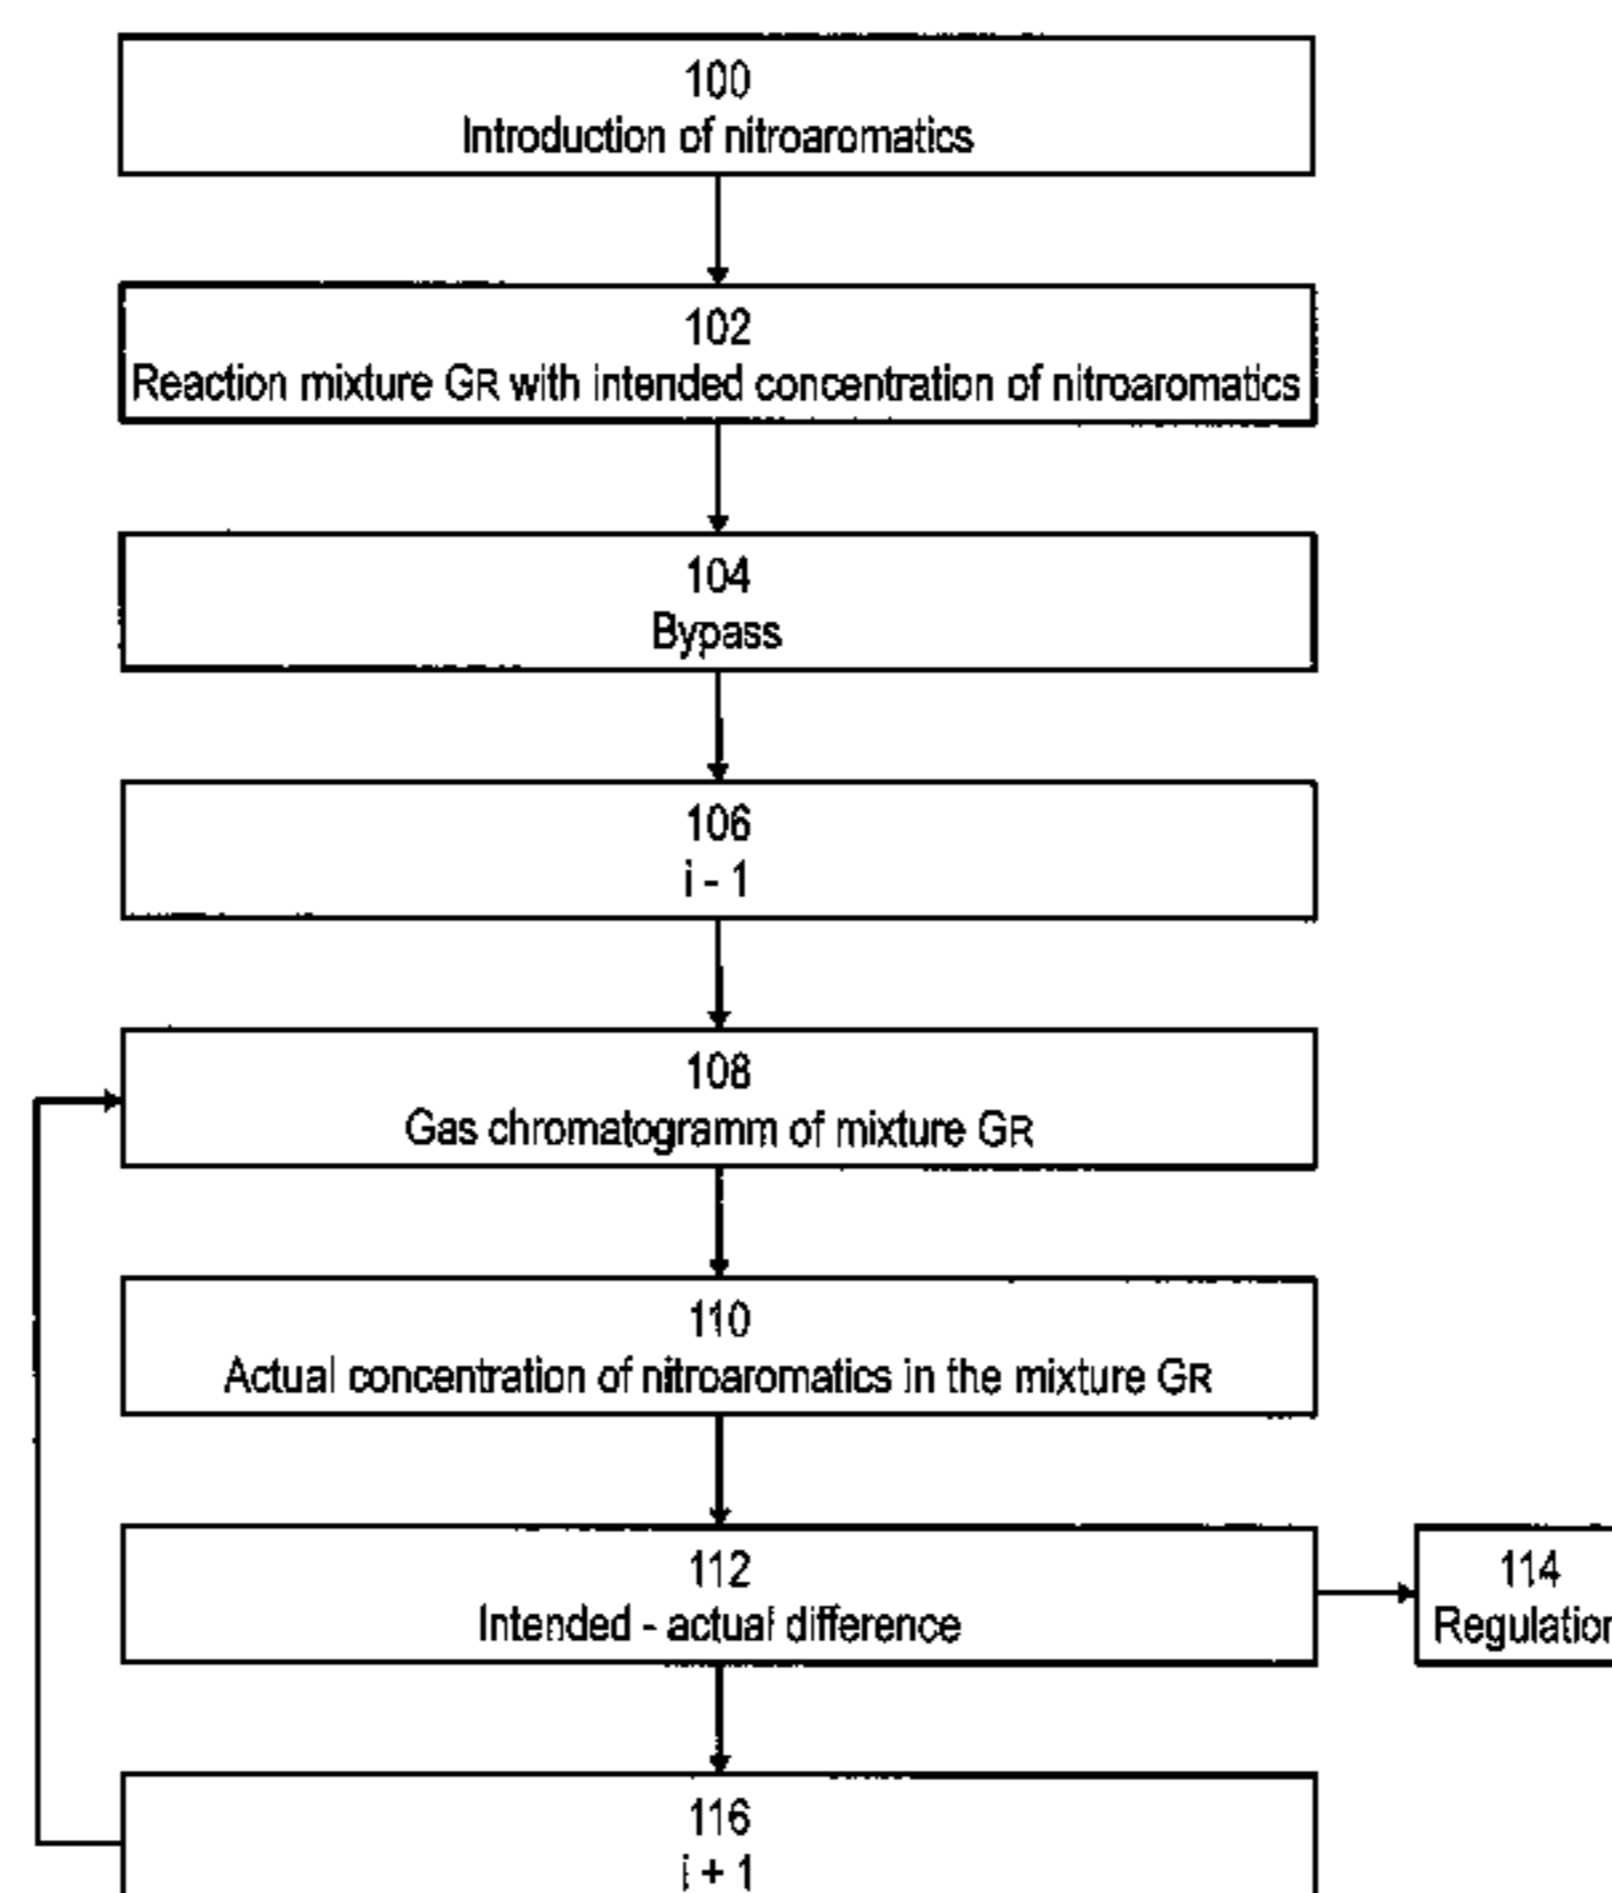 100
Introduction of nitroaromatics
102
Reaction mixture GR with intended concentration of nitroaromatics
104
Bypass
106
i - 1
108
Gas chromatogramm of mixture GR
110
Actual concentration of nitroaromatics in the mixture GR
112
Intended - actual difference
114
Regulation
116
i + 1